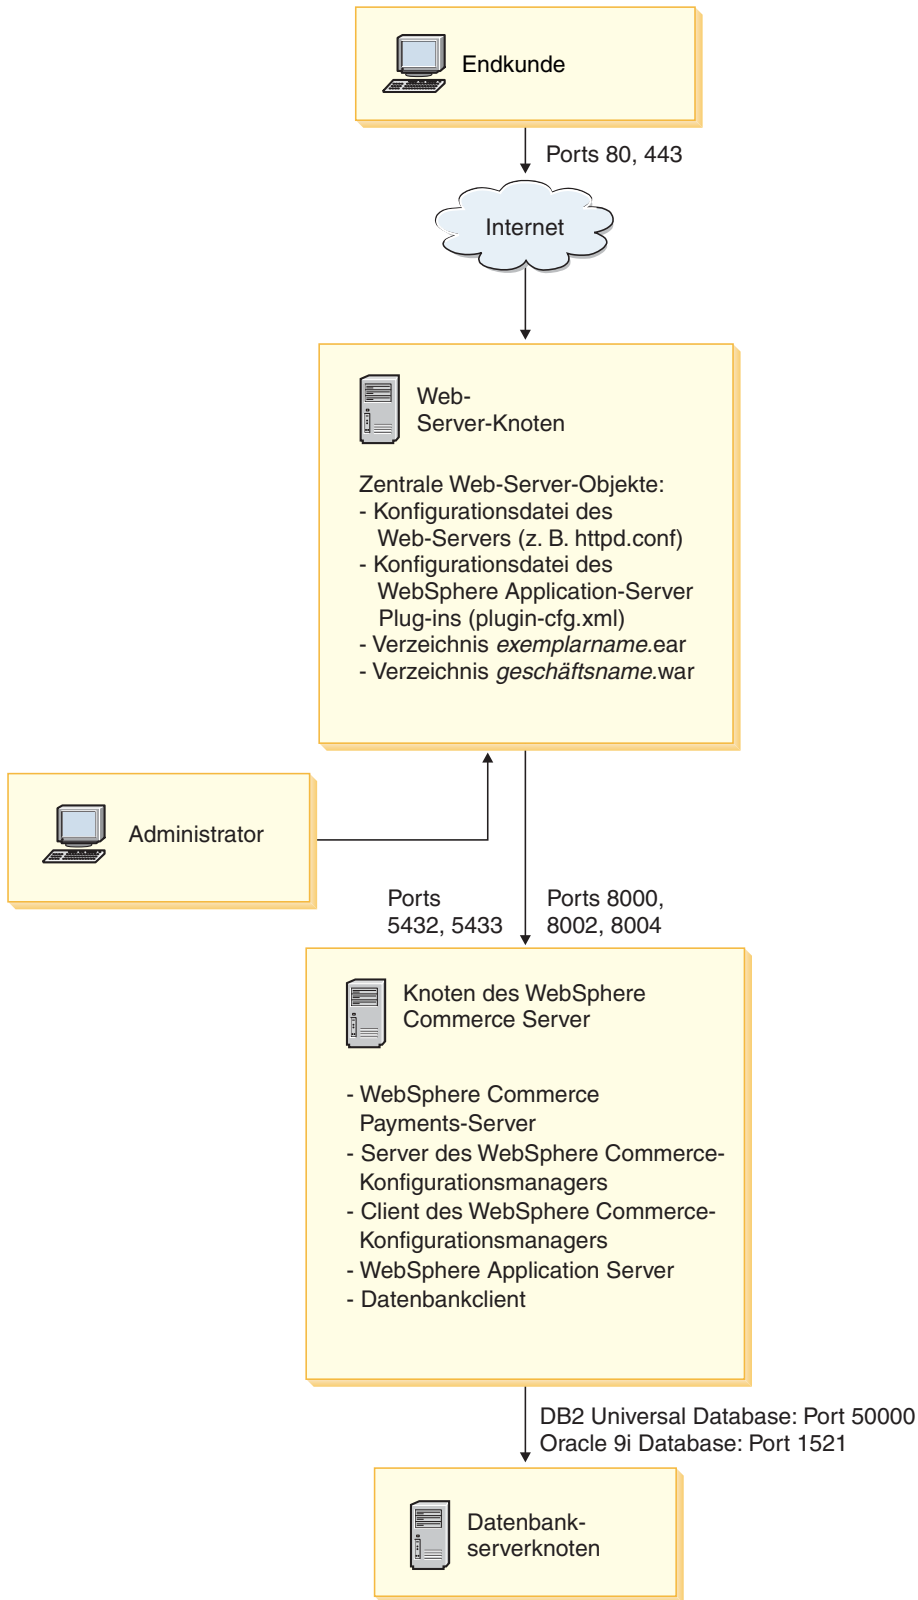 Endkunde
Ports 80, 443
Internet
Web-
Server-Knoten
Zentrale Web-Server-Objekte:
- Konfigurationsdatei des
Web-Servers (z. B. httpd.conf)
- Konfigurationsdatei des
WebSphere Application-Server
Plug-ins (plugin-cfg.xml)
- Verzeichnis exemplarname.ear
- Verzeichnis geschäftsname.war
Administrator
Ports
5432, 5433
Ports 8000,
8002, 8004
Knoten des WebSphere
Commerce Server
- WebSphere Commerce
Payments-Server
- Server des WebSphere Commerce-
Konfigurationsmanagers
- Client des WebSphere Commerce-
Konfigurationsmanagers
- WebSphere Application Server
- Datenbankclient
DB2 Universal Database: Port 50000
Oracle 9i Database: Port 1521
Datenbank-
serverknoten